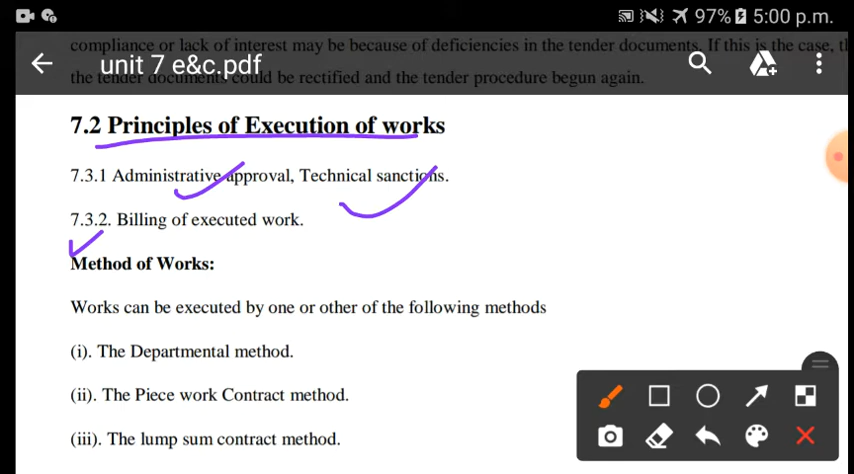 97% 5:00 p.m.
compliance or lack of interest may be because of deficiencies in the tender documents. If this is the case, th
unit 7 e&c.pdf
the tender documents could be rectified and the tender procedure begun again.
7.2 Principles of Execution of works
7.3.1 Administrative approval, Technical sanctions.
7.3.2. Billing of executed work.
Method of Works:
Works can be executed by one or other of the following methods
(i). The Departmental method.
(ii). The Piece work Contract method.
(iii). The lump sum contract method.